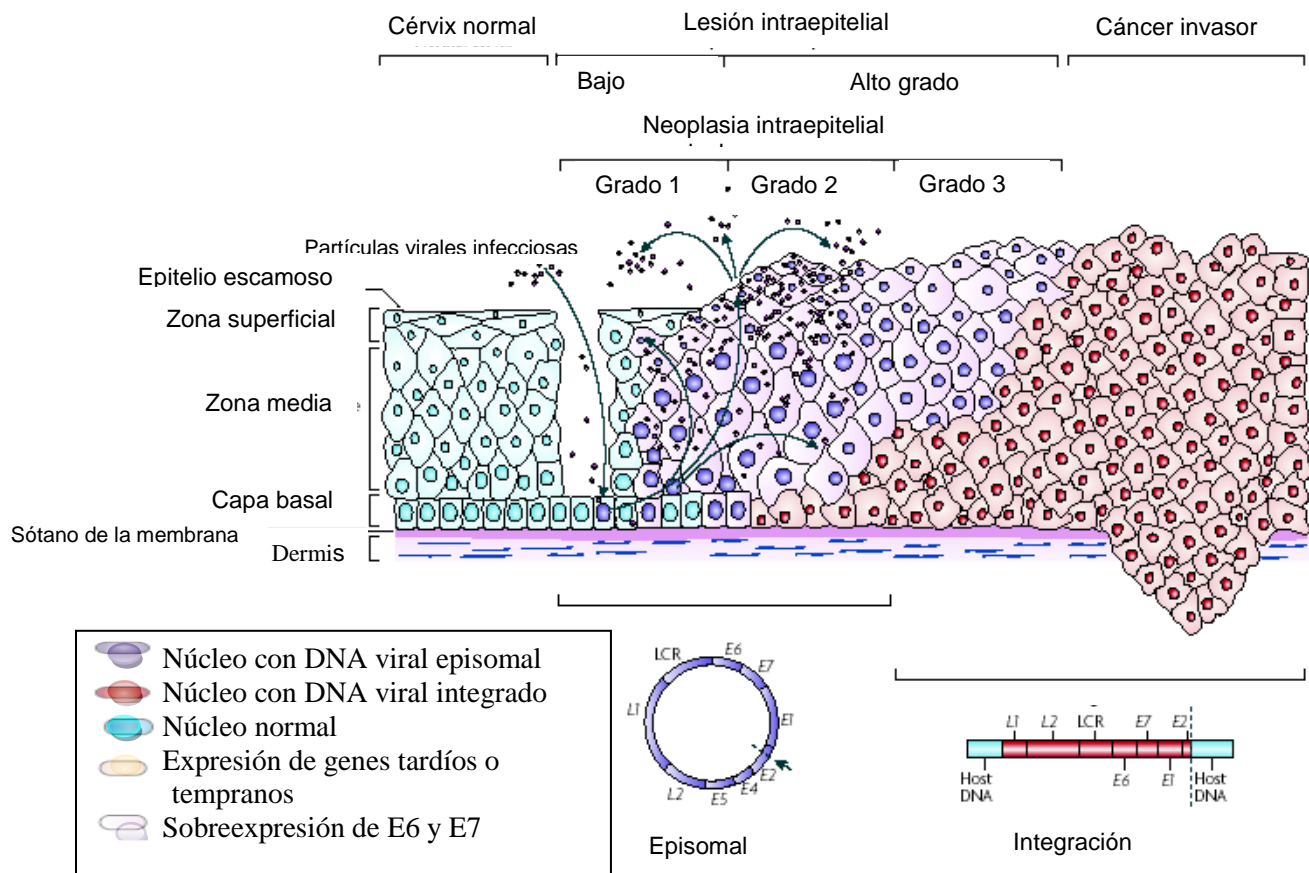 Cérvix normal
Lesión intraepitelial
Cáncer invasor
Bajo
Alto grado
Neoplasia intraepitelial
Grado 1
Grado 2
Grado 3
Partículas virales infecciosas
Epitelio escamoso
Zona superficial
Zona media
Capa basal
Sótano de la membrana
Dermis
Núcleo con DNA viral episomal
Núcleo con DNA viral integrado
Núcleo normal
Expresión de genes tardíos o
tempranos
Sobreexpresión de E6 y E7
LCR
E6
E7
L1
E1
E2
L2
E5
E4
Episomal
L1
L2
LCR
E7
E2
Host
DNA
E6
E1
Host
DNA
Integración